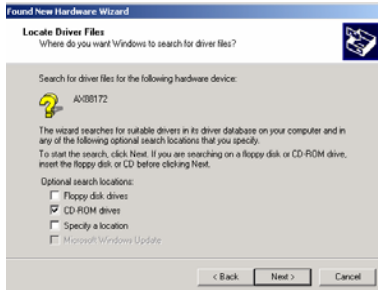 Found New Hardware Wizard
Locate Driver Files
Where do you want Windows to search for driver files?
Search for driver files for the following hardware device:
AX88172
The wizard searches for suitable drivers in its driver database on your computer and in
any of the following optional search locations that you specify.
To start the search, click Next. If you are searching on a floppy disk or CD-ROM drive,
insert the floppy disk or CD before clicking Next.
Optional search locations:
Floppy disk drives
CD-ROM drives
Specify a location
Microsoft Windows Update
< Back Next > Cancel